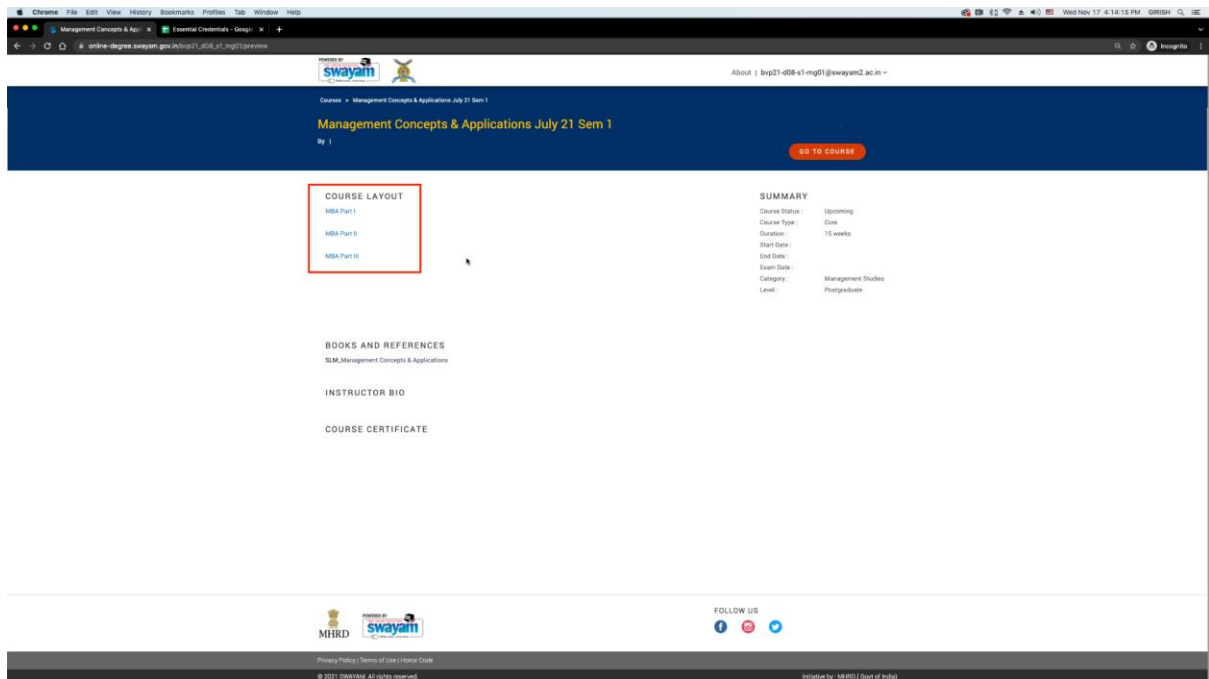 Chrome File Edit View History Bookmarks Profiles Tab Window Help
Wed Nov 17 4:14:15 PM GIRISH
Management Concepts & Appl
Essential Credentials - Googl
online-degree.swayam.gov.in/bvp21_d08_s1_mg01/preview
Incognito
POWERED BY
swayam
About | bvp21-d08-s1-mg01@swayam2.ac.in
Courses > Management Concepts & Applications July 21 Sem 1
Management Concepts & Applications July 21 Sem 1
By |
GO TO COURSE
COURSE LAYOUT
MBA Part I
MBA Part II
MBA Part III
SUMMARY
Course Status : Upcoming
Course Type : Core
Duration : 15 weeks
Start Date :
End Date :
Exam Date :
Category : Management Studies
Level : Postgraduate
BOOKS AND REFERENCES
SLM_Management Concepts & Applications
INSTRUCTOR BIO
COURSE CERTIFICATE
MHRD
POWERED BY
swayam
FOLLOW US
Privacy Policy | Terms of Use | Honor Code
© 2021 SWAYAM. All rights reserved.
Initiative by : MHRD ( Govt of India)